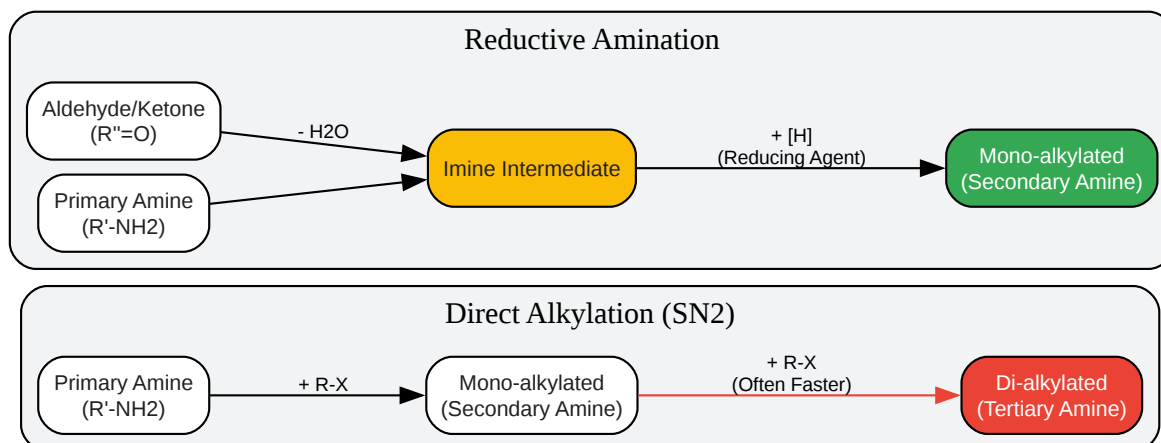 Reductive Amination
Aldehyde/Ketone
(R''=O)
- H2O
Primary Amine
(R'-NH2)
Imine Intermediate
+ [H]
(Reducing Agent)
Mono-alkylated
(Secondary Amine)
Direct Alkylation (SN2)
Primary Amine
(R'-NH2)
+ R-X
Mono-alkylated
(Secondary Amine)
+ R-X
(Often Faster)
Di-alkylated
(Tertiary Amine)